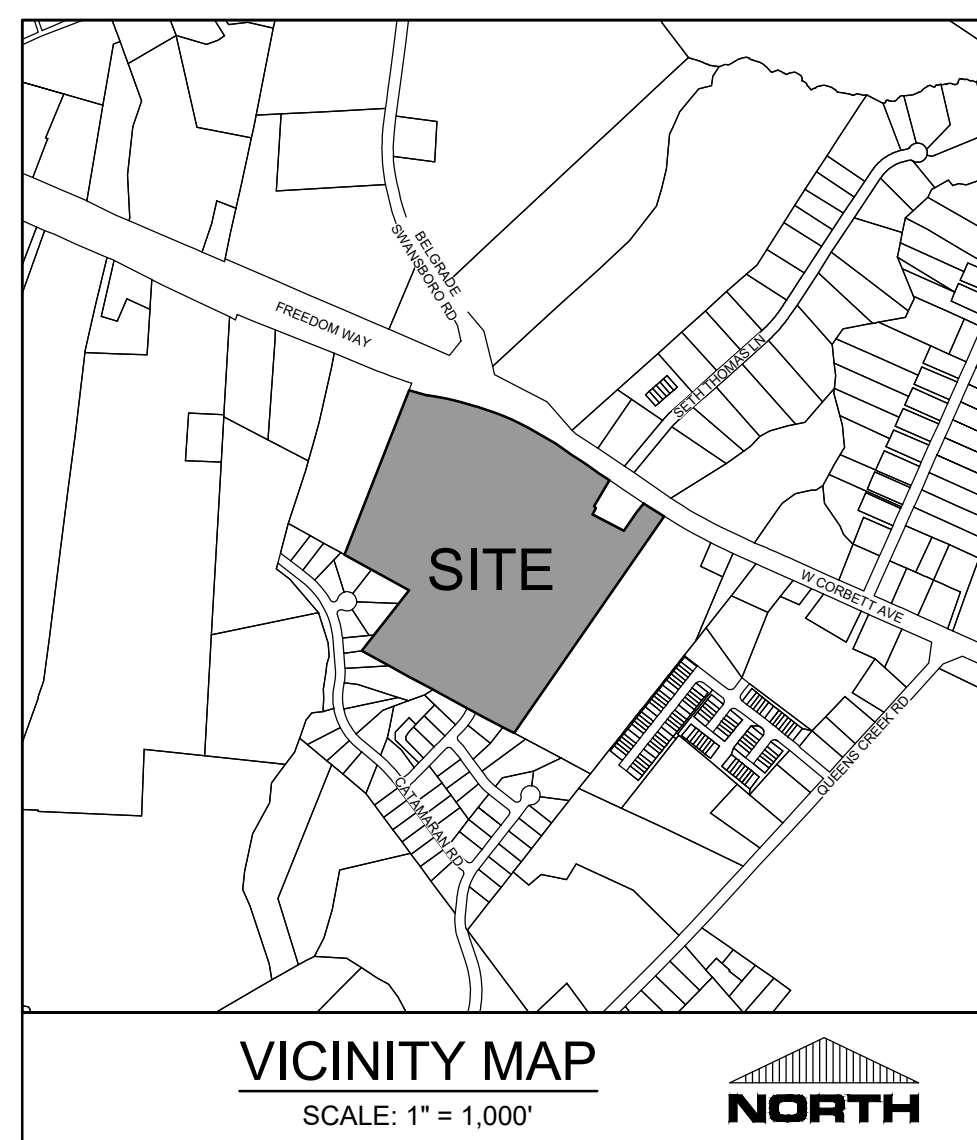 BELGRADE
SWANSBORO RD
FREEDOM WAY
SETH THOMAS LN
SITE
W CORBETT AVE
QUEENS CREEK RD
CATAMARAN RD
VICINITY MAP
SCALE: 1" = 1,000'
NORTH